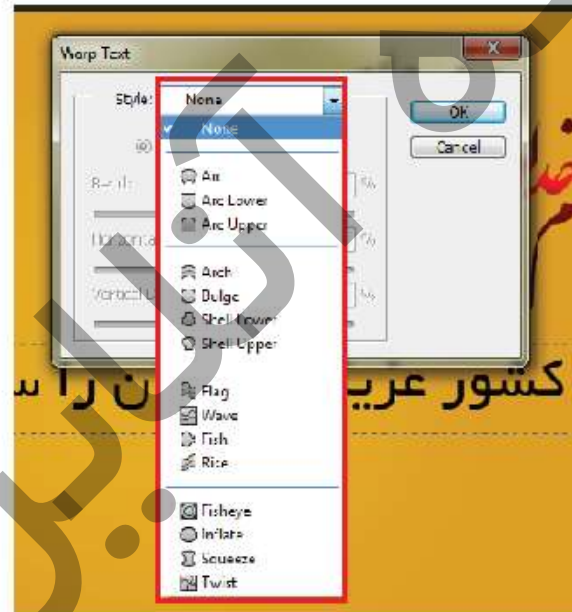 Warp Text
Style: None
OK
None
Cancel
%
Arc
Arc Lower
Arc Upper
%
Arch
Bulge
%
Shell Lower
Shell Upper
Flag
Wave
Fish
Rise
Fisheye
Inflate
Squeeze
Twist
کشور
ن را